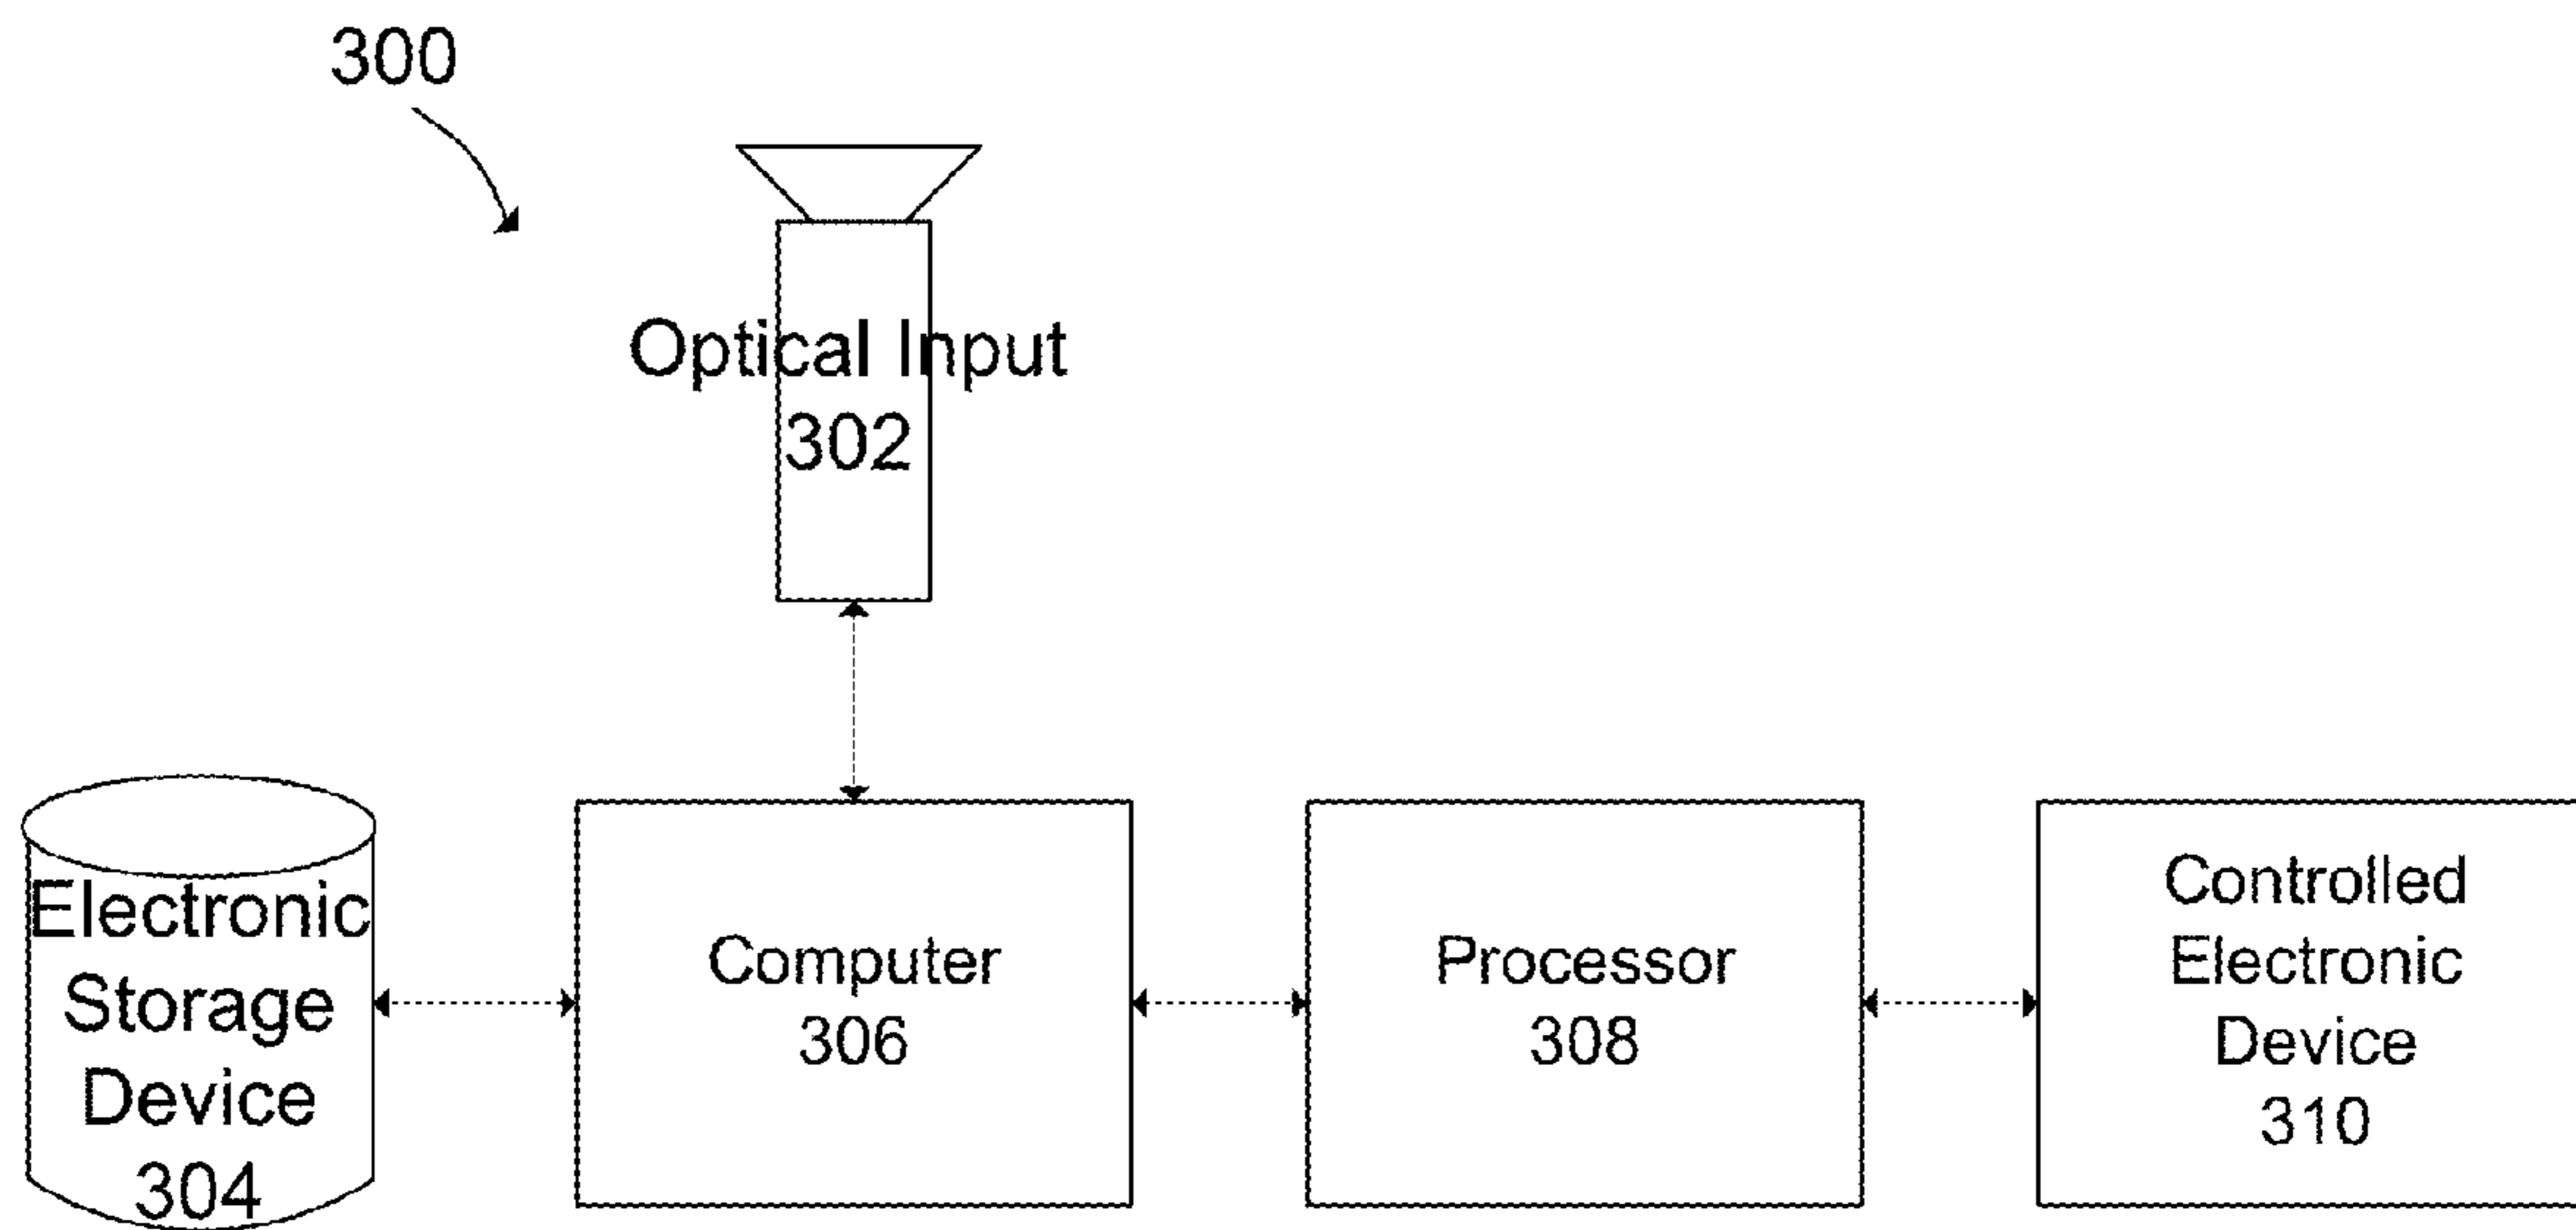 300
Optical Input
302
Electronic
Storage
Device
304
Computer
306
Processor
308
Controlled
Electronic
Device
310